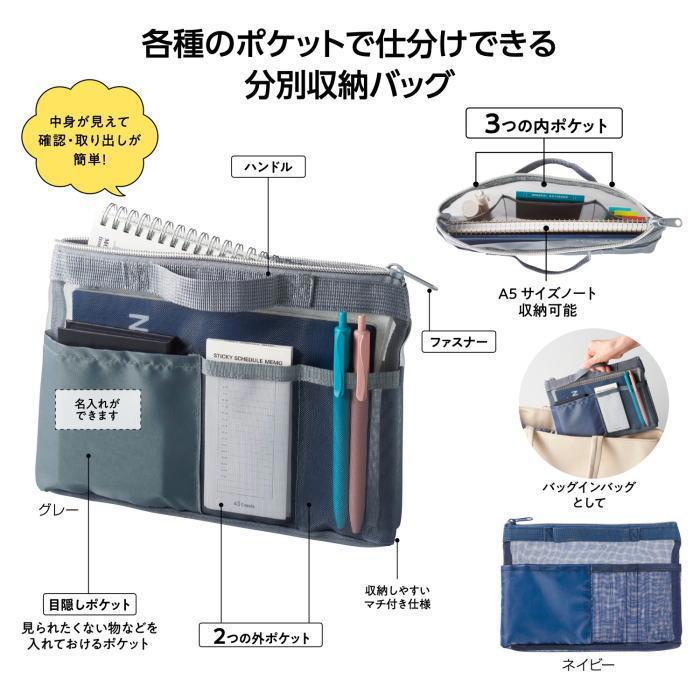 各種のポケットで仕分けできる
分別収納バッグ
中身が見えて
確認・取り出しが
簡単！
ハンドル
3つの内ポケット
A5サイズノート
収納可能
ファスナー
N
STICKY SCHEDULE MEMO
名入れが
できます
グレー
バッグインバッグ
として
目隠しポケット
見られたくない物などを
入れておけるポケット
2つの外ポケット
収納しやすい
マチ付き仕様
ネイビー